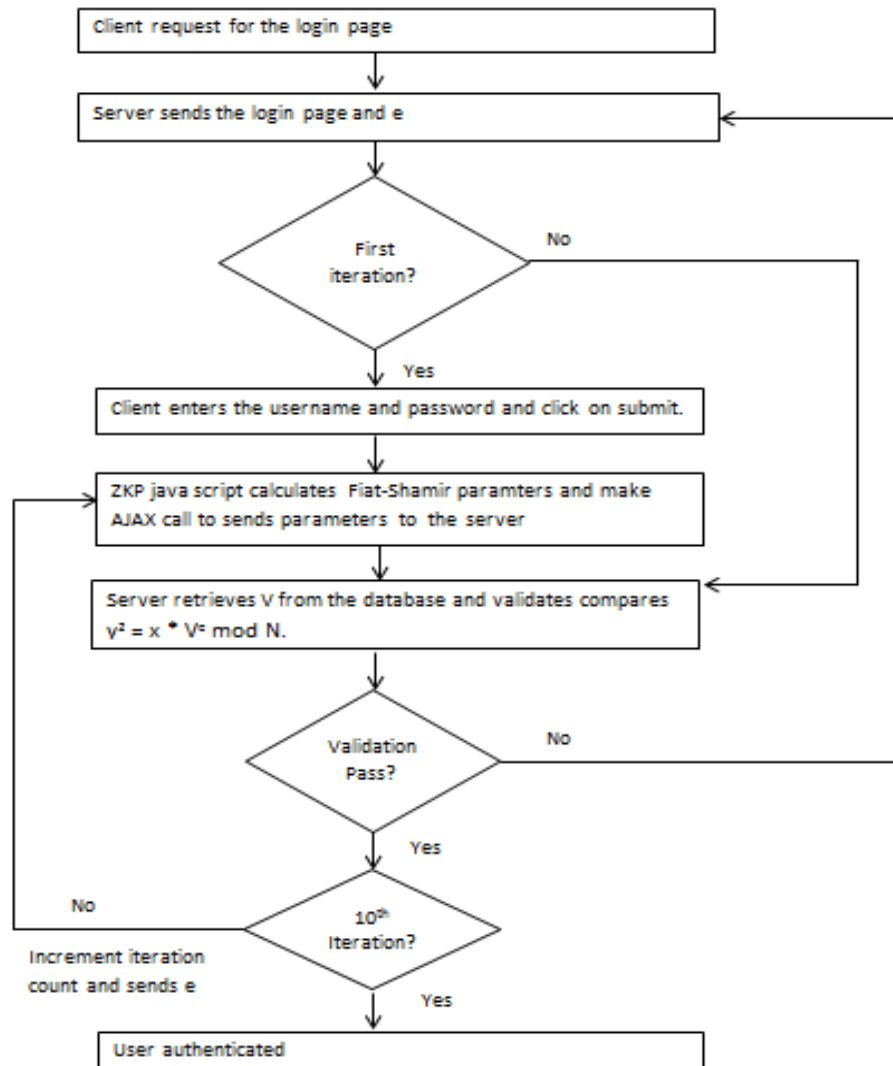 Client request for the login page
Server sends the login page and e
First
iteration?
No
Yes
Client enters the username and password and click on submit.
ZKP java script calculates Fiat-Shamir paramters and make
AJAX call to sends parameters to the server
Server retrieves V from the database and validates compares
y² = x * Vᵉ mod N.
Validation
Pass?
No
Yes
10th
Iteration?
No
Increment iteration
count and sends e
Yes
User authenticated